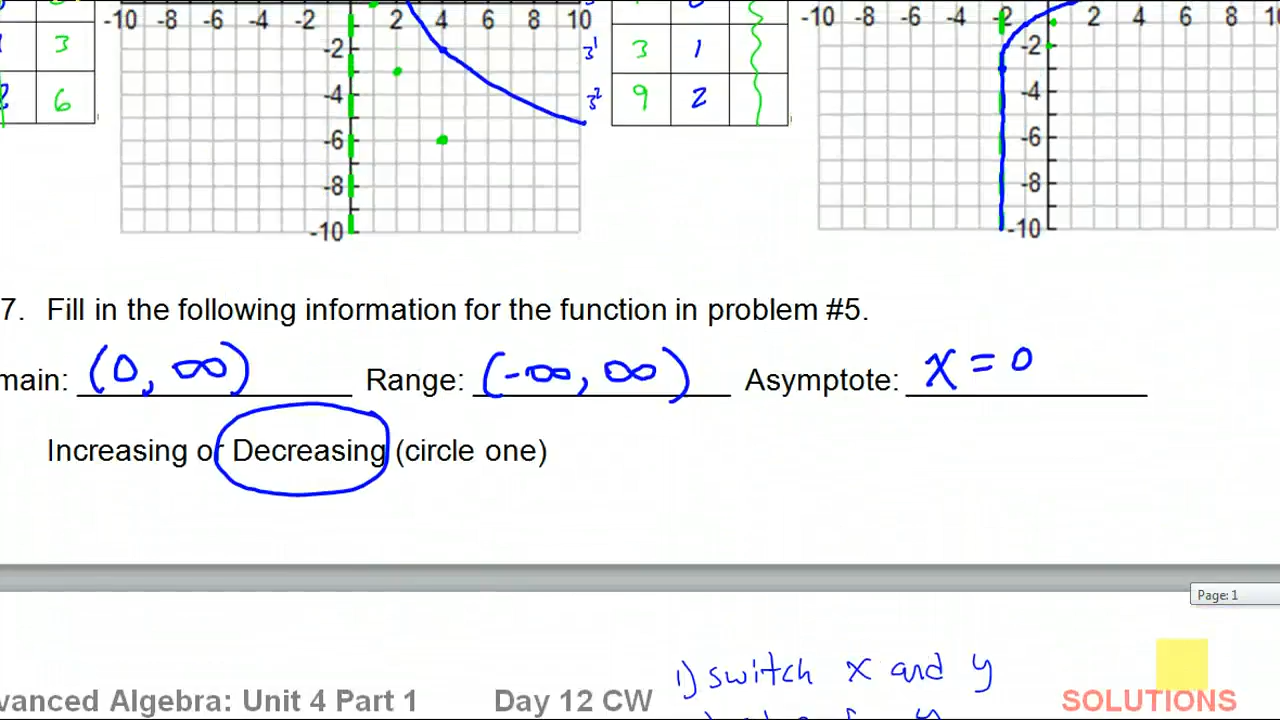 -10 -8 -6 -4 -2 2 4 6 8 10
-10 -8 -6 -4 -2 2 4 6 8
3
3¹ 3 1
-2
-2
6
3² 9 2
-4
-4
-6
-6
-8
-8
-10
-10
7. Fill in the following information for the function in problem #5.
main: (0, ∞) Range: (-∞, ∞) Asymptote: x = 0
Increasing or Decreasing (circle one)
Page: 1
1) switch x and y
vanced Algebra: Unit 4 Part 1 Day 12 CW SOLUTIONS